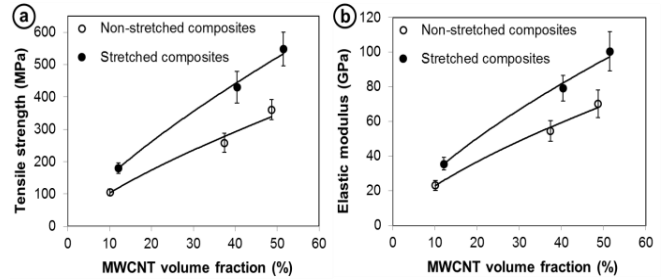 a
Non-stretched composites
Stretched composites
600
500
400
300
200
100
0
0 10 20 30 40 50 60
Tensile strength (MPa)
MWCNT volume fraction (%)
b
Non-stretched composites
Stretched composites
120
100
80
60
40
20
0
0 10 20 30 40 50 60
Elastic modulus (GPa)
MWCNT volume fraction (%)